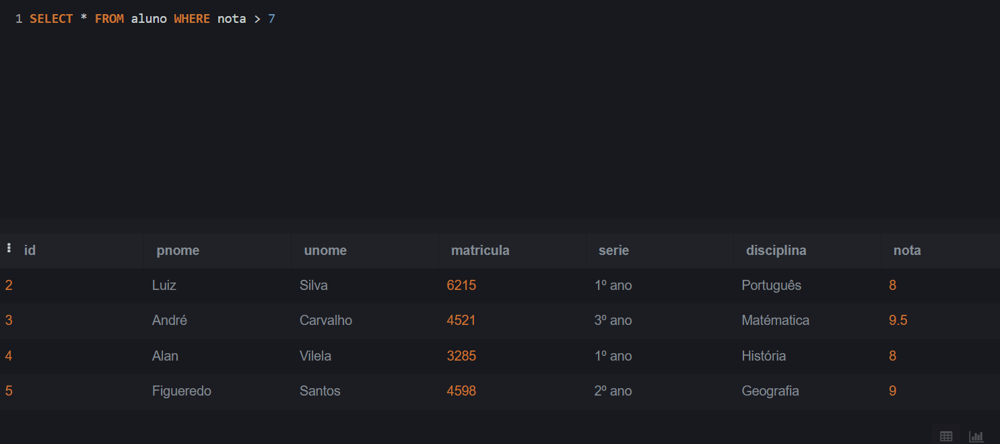 1 SELECT * FROM aluno WHERE nota > 7
id pnome unome matricula serie disciplina nota
2 Luiz Silva 6215 1º ano Português 8
3 André Carvalho 4521 3º ano Matématica 9.5
4 Alan Vilela 3285 1º ano História 8
5 Figueredo Santos 4598 2º ano Geografia 9